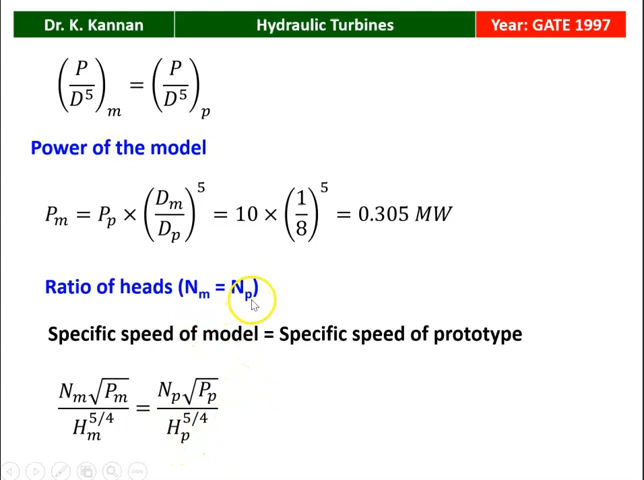 Dr. K. Kannan
Hydraulic Turbines
Year: GATE 1997
(P/D⁵)ₘ = (P/D⁵)ₚ
Power of the model
Pₘ = Pₚ × (Dₘ/Dₚ)⁵ = 10 × (1/8)⁵ = 0.305 MW
Ratio of heads (Nₘ = Nₚ)
Specific speed of model = Specific speed of prototype
Nₘ√Pₘ/Hₘ^5/4 = Nₚ√Pₚ/Hₚ^5/4